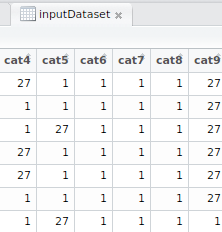 inputDataset
cat4 cat5 cat6 cat7 cat8 cat9
27 1 1 1 1 27
1 1 1 1 1 27
1 27 1 1 1 27
27 1 1 1 1 27
27 1 1 1 1 27
1 1 1 1 1 27
1 27 1 1 1 1